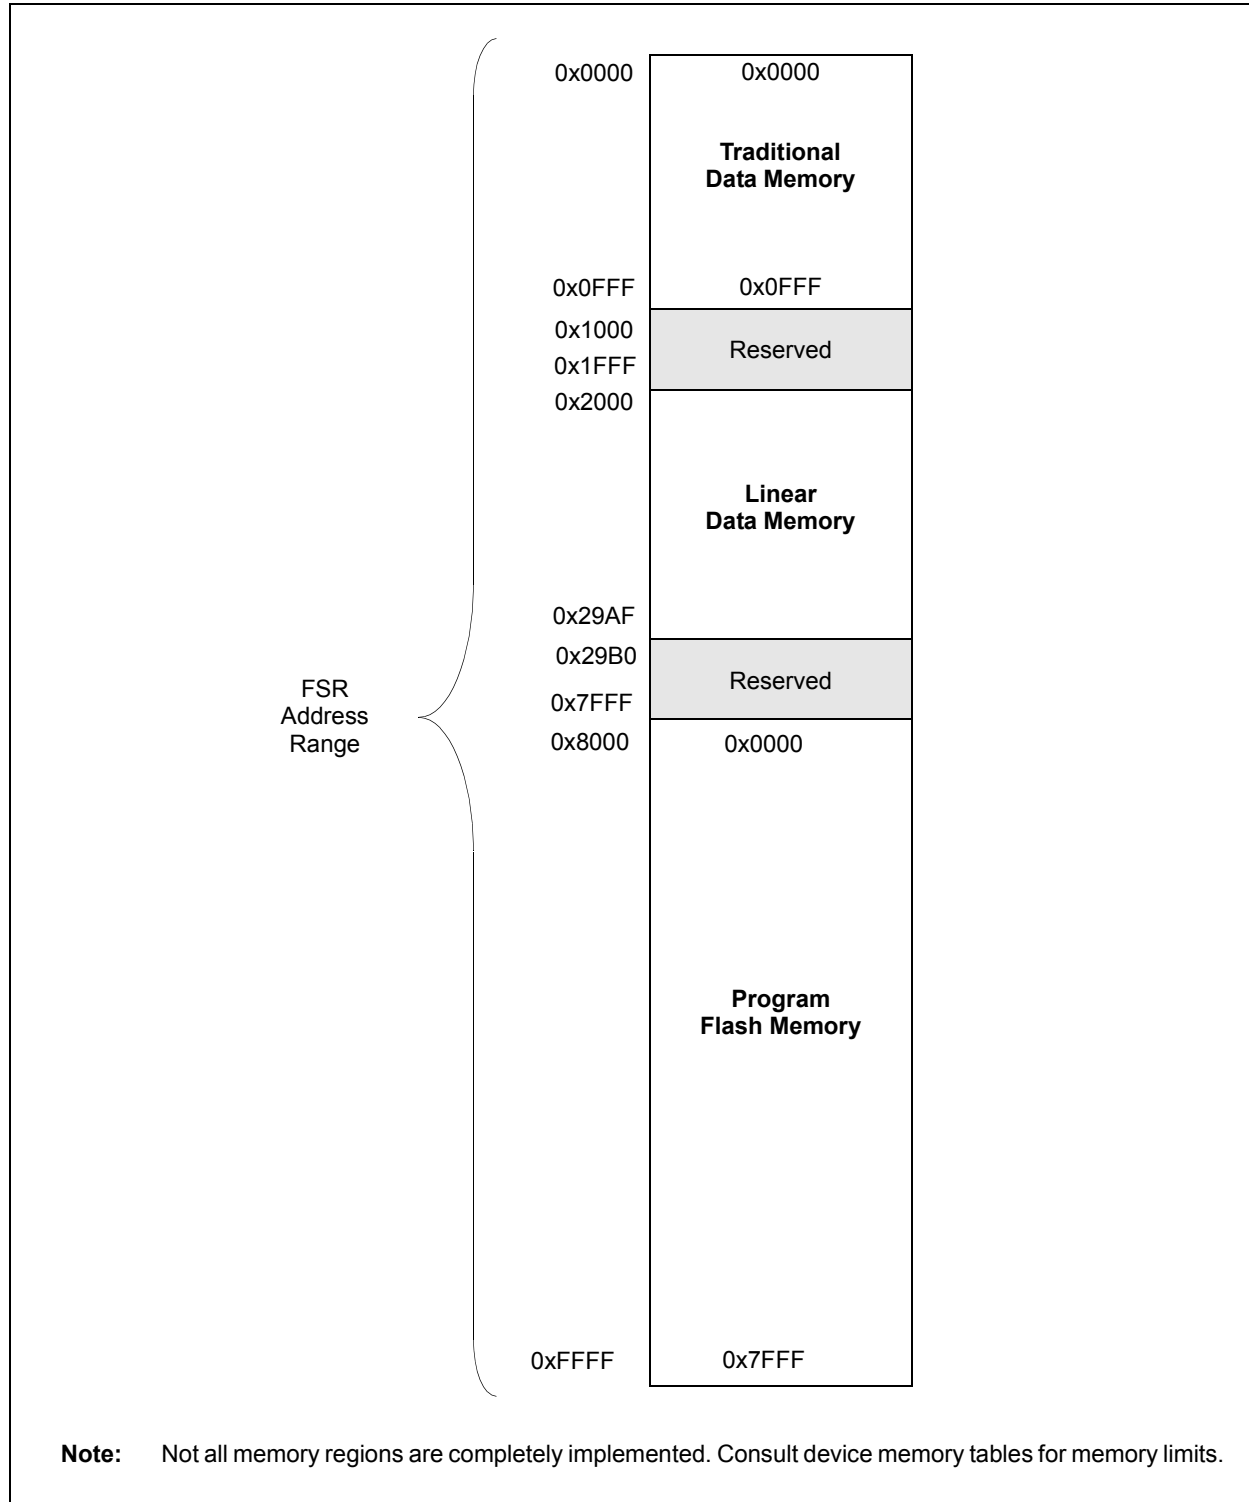 0x0000 0x0000
Traditional
Data Memory
0x0FFF 0x0FFF
0x1000
Reserved
0x1FFF
0x2000
Linear
Data Memory
0x29AF
0x29B0
Reserved
0x7FFF
FSR
Address
Range
0x8000 0x0000
Program
Flash Memory
0xFFFF 0x7FFF
Note: Not all memory regions are completely implemented. Consult device memory tables for memory limits.